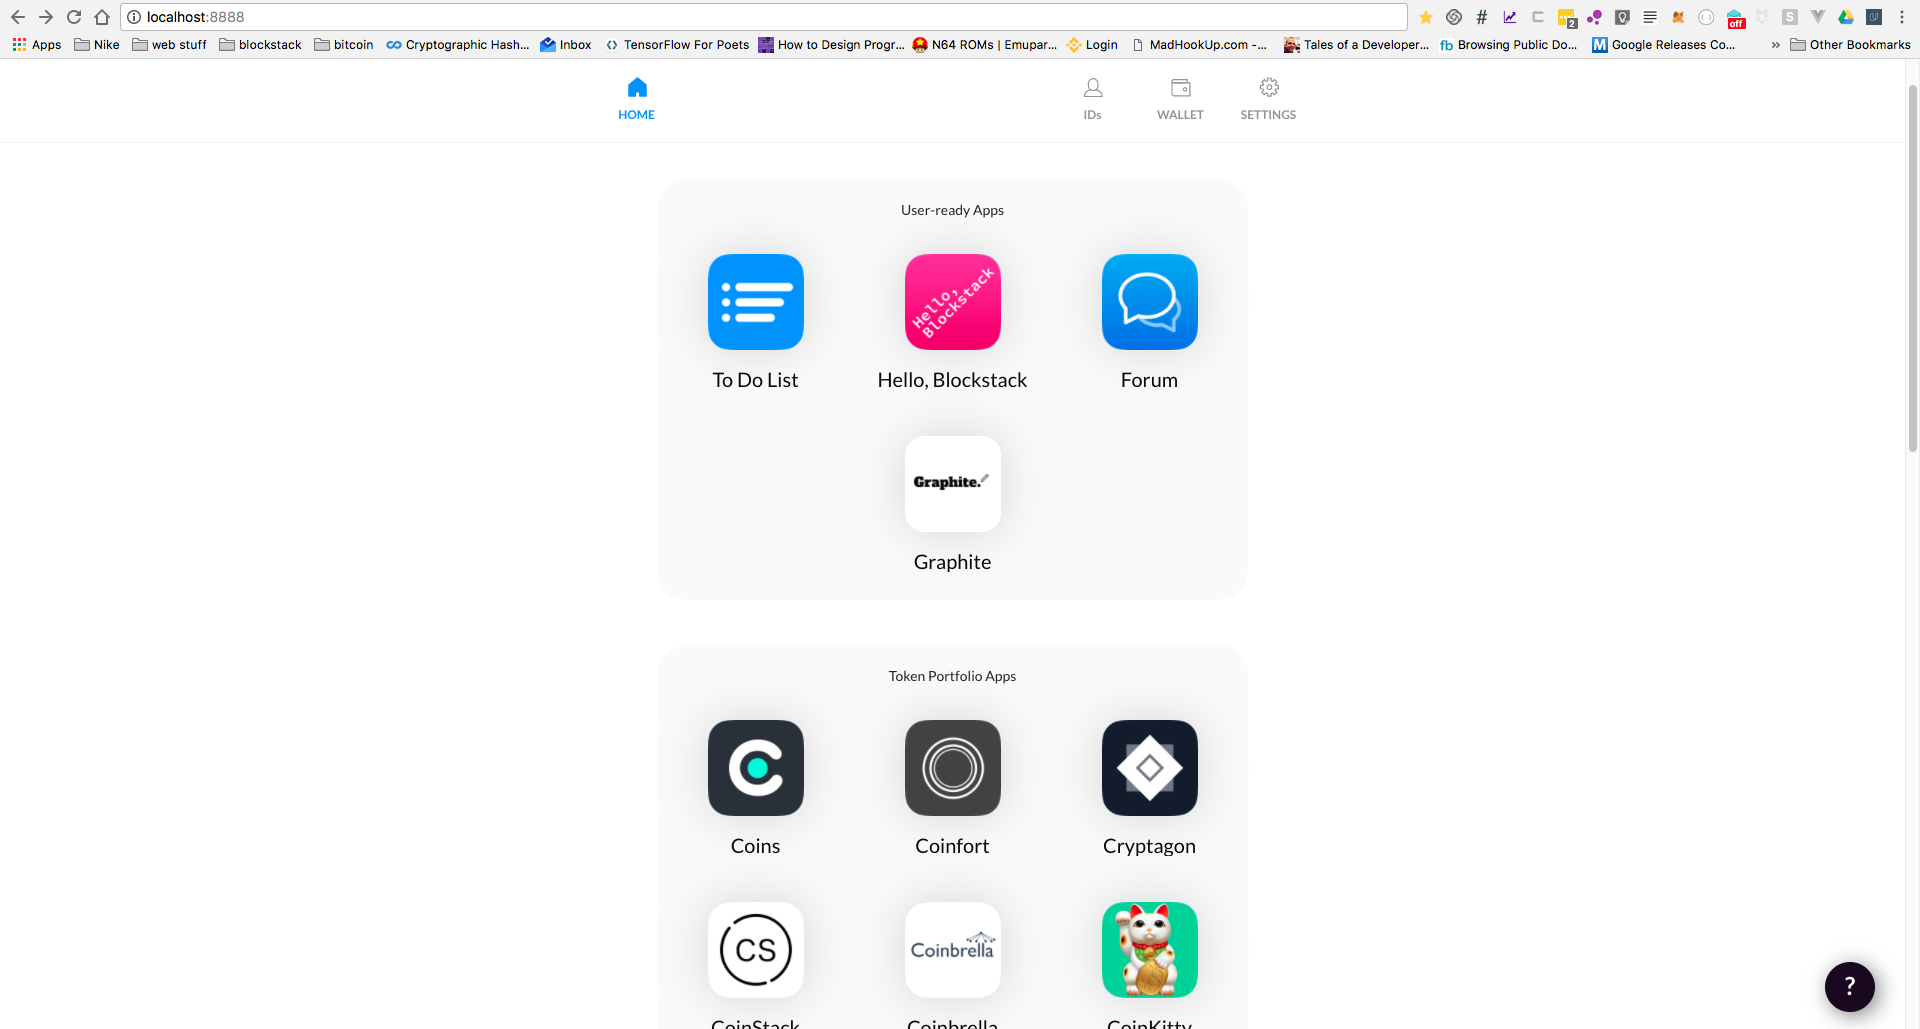 localhost:8888
2
off
Apps
Nike
web stuff
blockstack
bitcoin
Cryptographic Hash...
Inbox
TensorFlow For Poets
How to Design Progr...
N64 ROMs | Emupar...
Login
MadHookUp.com -...
Tales of a Developer...
Browsing Public Do...
Google Releases Co...
»
Other Bookmarks
HOME
IDs
WALLET
SETTINGS
User-ready Apps
Hello,
Blockstack
To Do List
Hello, Blockstack
Forum
Graphite.
Graphite
Token Portfolio Apps
Coins
Coinfort
Cryptagon
CS
Coinbrella
CoinStack
Coinbrella
CoinKitty
?